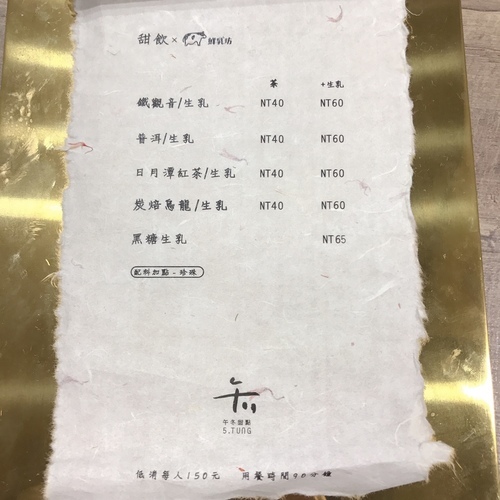 甜飲 × 鮮乳坊
茶 +生乳
鐵觀音/生乳 NT40 NT60
普洱/生乳 NT40 NT60
日月潭紅茶/生乳 NT40 NT60
炭焙烏龍/生乳 NT40 NT60
黑糖生乳 NT65
配料加點-珍珠
午冬甜點
S.TUNG
低消每人150元 用餐時間90分鐘